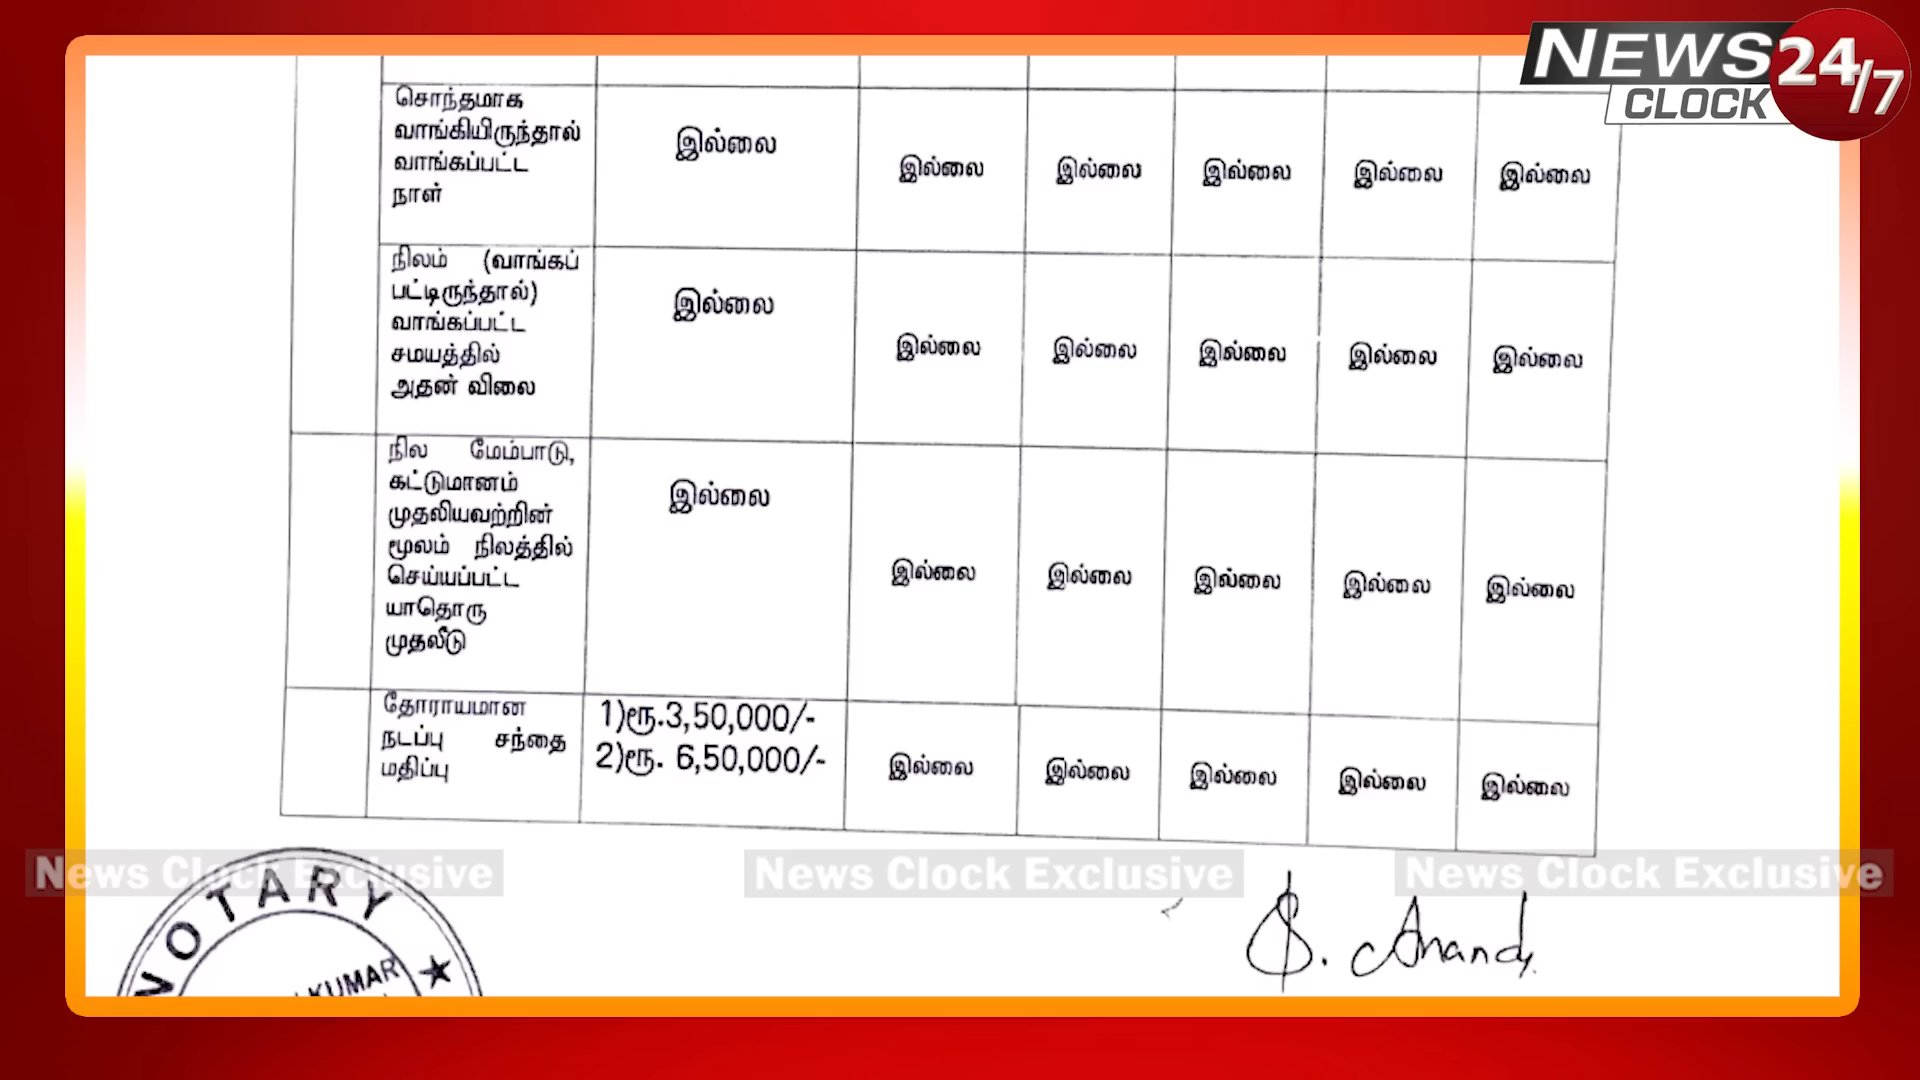 NEWS 24/7
CLOCK
சொந்தமாக
வாங்கியிருந்தால்
வாங்கப்பட்ட
நாள்
இல்லை
இல்லை
இல்லை
இல்லை
இல்லை
இல்லை
நிலம் (வாங்கப்
பட்டிருந்தால்)
வாங்கப்பட்ட
சமயத்தில்
அதன் விலை
இல்லை
இல்லை
இல்லை
இல்லை
இல்லை
இல்லை
நில மேம்பாடு,
கட்டுமானம்
முதலியவற்றின்
மூலம் நிலத்தில்
செய்யப்பட்ட
யாதொரு
முதலீடு
இல்லை
இல்லை
இல்லை
இல்லை
இல்லை
இல்லை
தோராயமான
நடப்பு சந்தை
மதிப்பு
1)ரூ.3,50,000/-
2)ரூ. 6,50,000/-
இல்லை
இல்லை
இல்லை
இல்லை
இல்லை
News Clock Exclusive
News Clock Exclusive
News Clock Exclusive
NOTARY
KUMAR
S. Anand